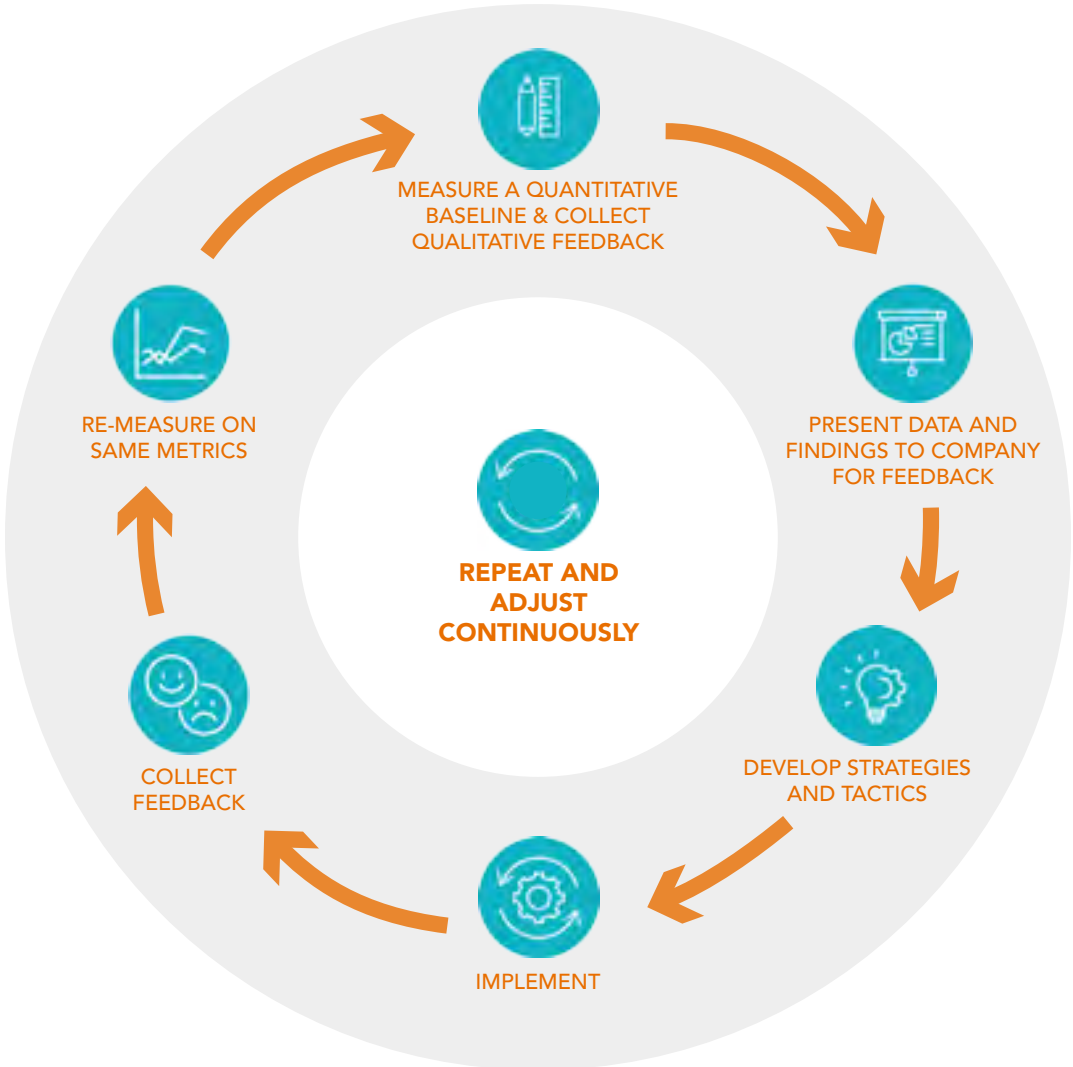 MEASURE A QUANTITATIVE
BASELINE & COLLECT
QUALITATIVE FEEDBACK
PRESENT DATA AND
FINDINGS TO COMPANY
FOR FEEDBACK
DEVELOP STRATEGIES
AND TACTICS
IMPLEMENT
COLLECT
FEEDBACK
RE-MEASURE ON
SAME METRICS
REPEAT AND
ADJUST
CONTINUOUSLY